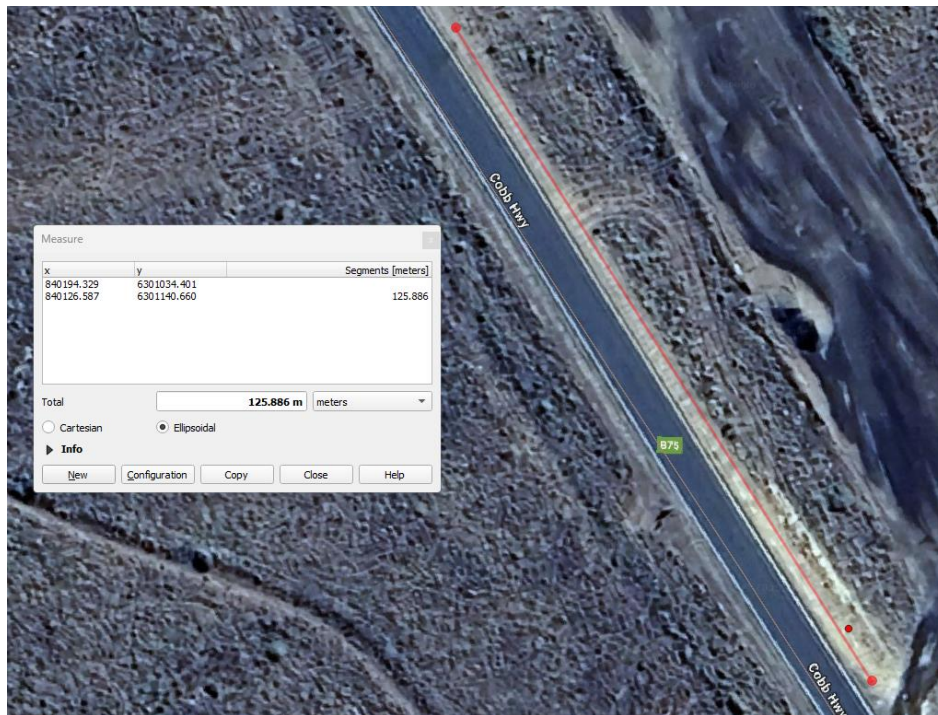 Cobb Hwy
Measure
x y Segments [meters]
840194.329 6301034.401
840126.587 6301140.660 125.886
Total 125.886 m meters
Cartesian Ellipsoidal
Info
New Configuration Copy Close Help
B75
Cobb Hwy